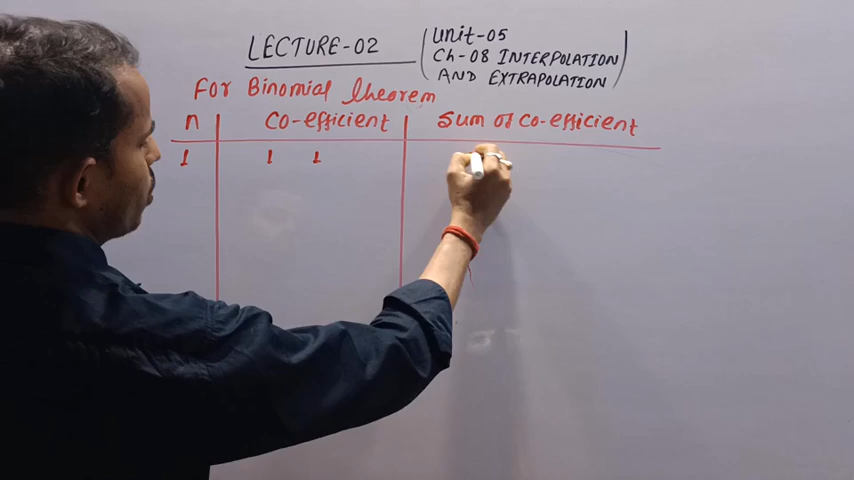 LECTURE-02
Unit-05
Ch-08 INTERPOLATION
AND EXTRAPOLATION
For Binomial theorem
n Co-efficient Sum of Co-efficient
1 1 1